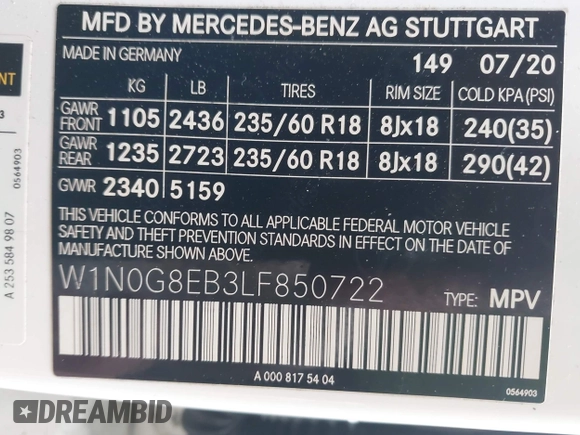 MFD BY MERCEDES-BENZ AG STUTTGART
MADE IN GERMANY 149 07/20
KG LB TIRES RIM SIZE COLD KPA (PSI)
GAWR FRONT 1105 2436 235/60 R18 8Jx18 240(35)
GAWR REAR 1235 2723 235/60 R18 8Jx18 290(42)
GVWR 2340 5159
THIS VEHICLE CONFORMS TO ALL APPLICABLE FEDERAL MOTOR VEHICLE
SAFETY AND THEFT PREVENTION STANDARDS IN EFFECT ON THE DATE OF
MANUFACTURE SHOWN ABOVE.
W1N0G8EB3LF850722 TYPE: MPV
A 000 817 54 04
0564903
0564903
A 253 584 98 07
NT
3
DREAMBID